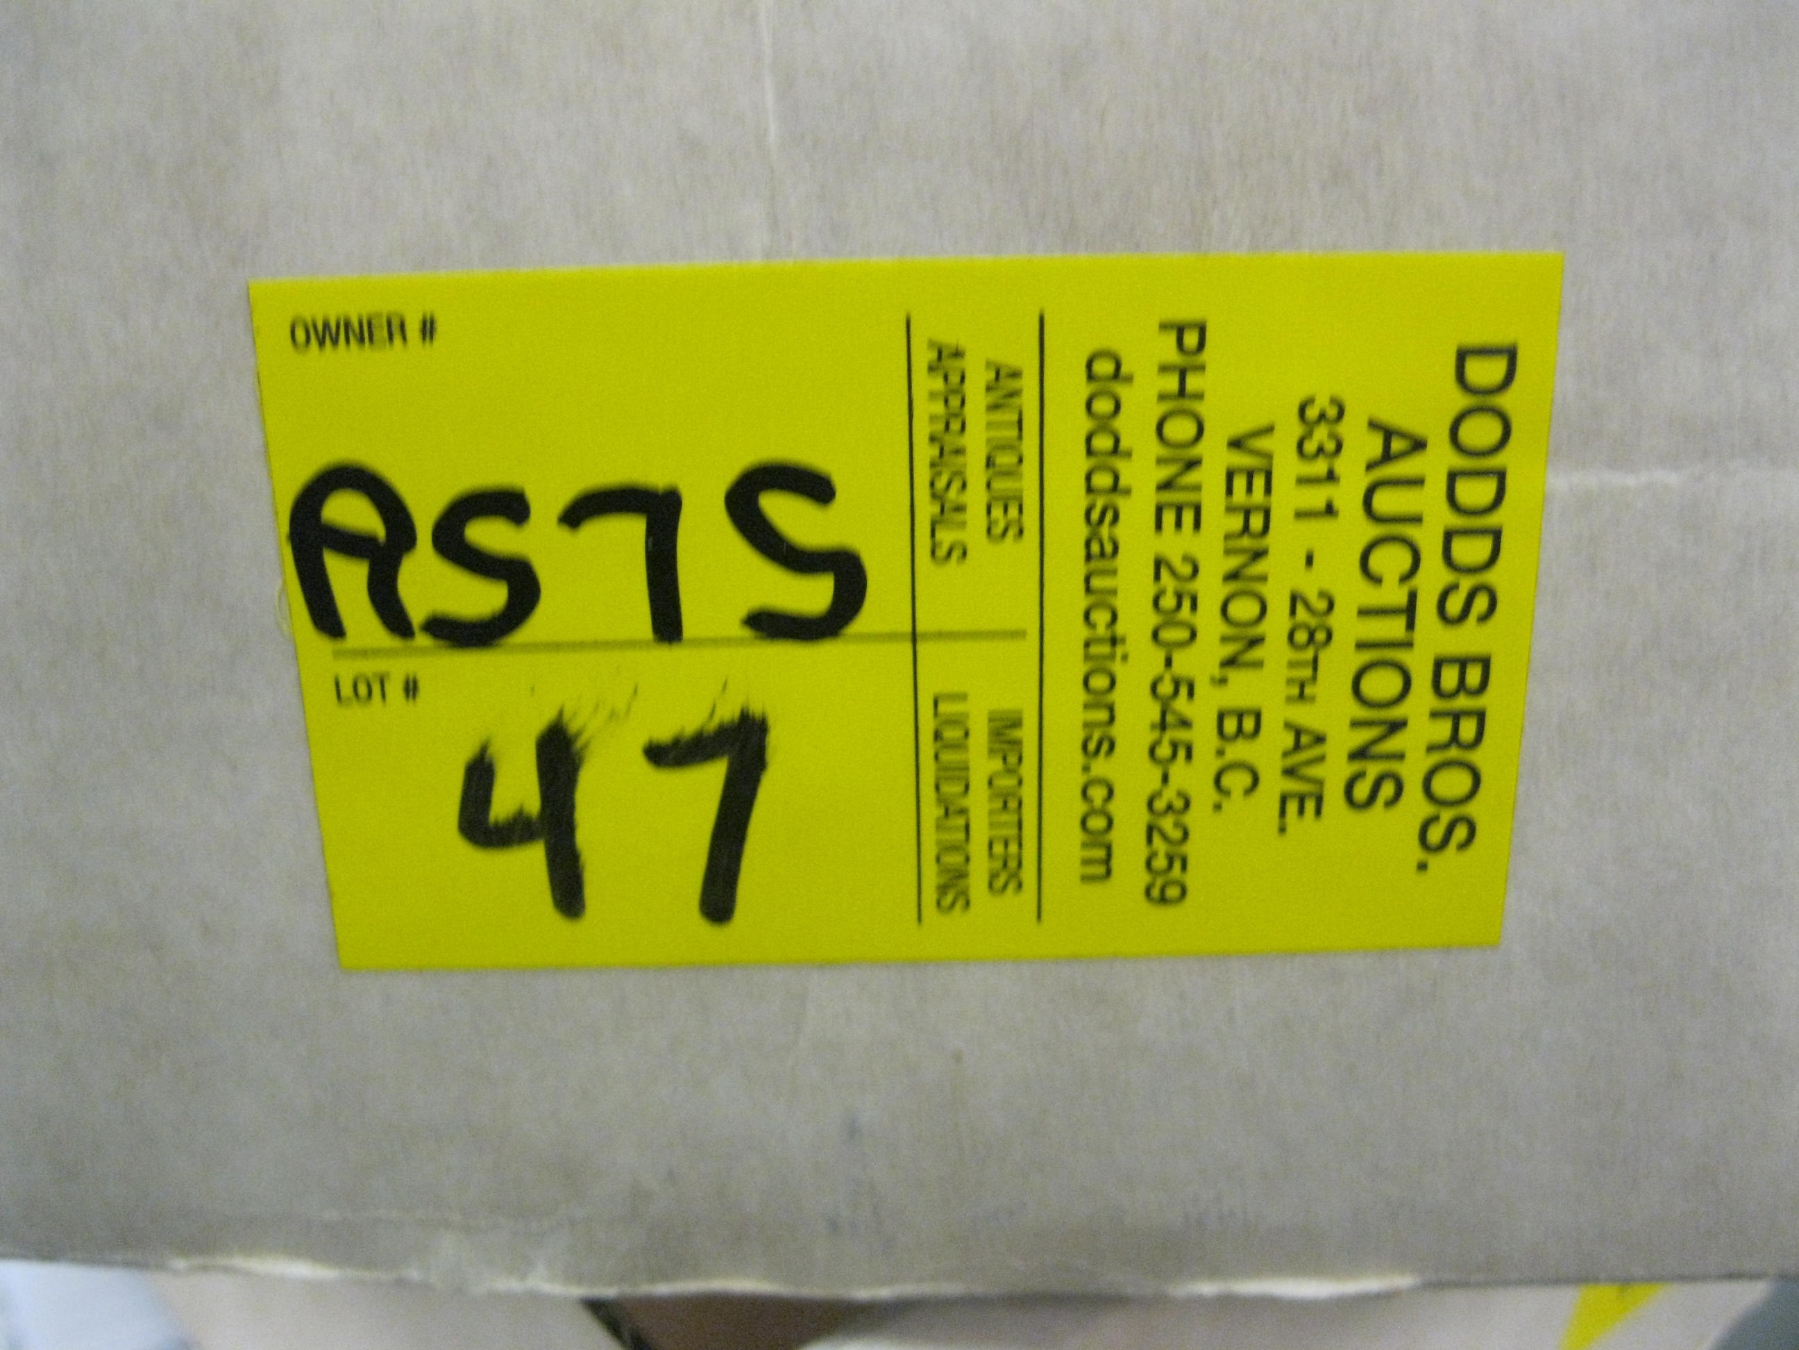 DODDS BROS.
AUCTIONS
3311 - 28TH AVE.
VERNON, B.C.
PHONE 250-545-3259
doddsauctions.com
ANTIQUES IMPORTERS
APPRAISALS LIQUIDATIONS
OWNER #
A575
LOT #
47